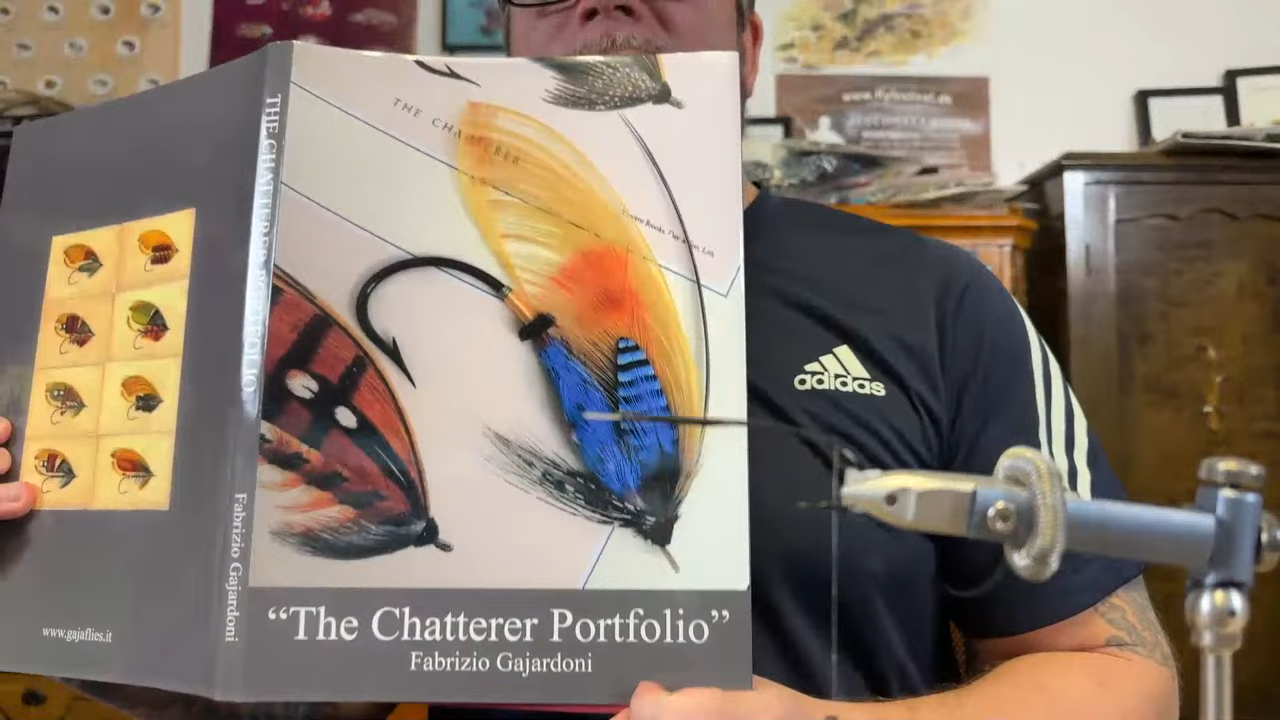 THE CHATTERER
"The Chatterer Portfolio"
Fabrizio Gajardoni
THE CHATTERER PORTFOLIO
Fabrizio Gajardoni
www.gajaflies.it
adidas